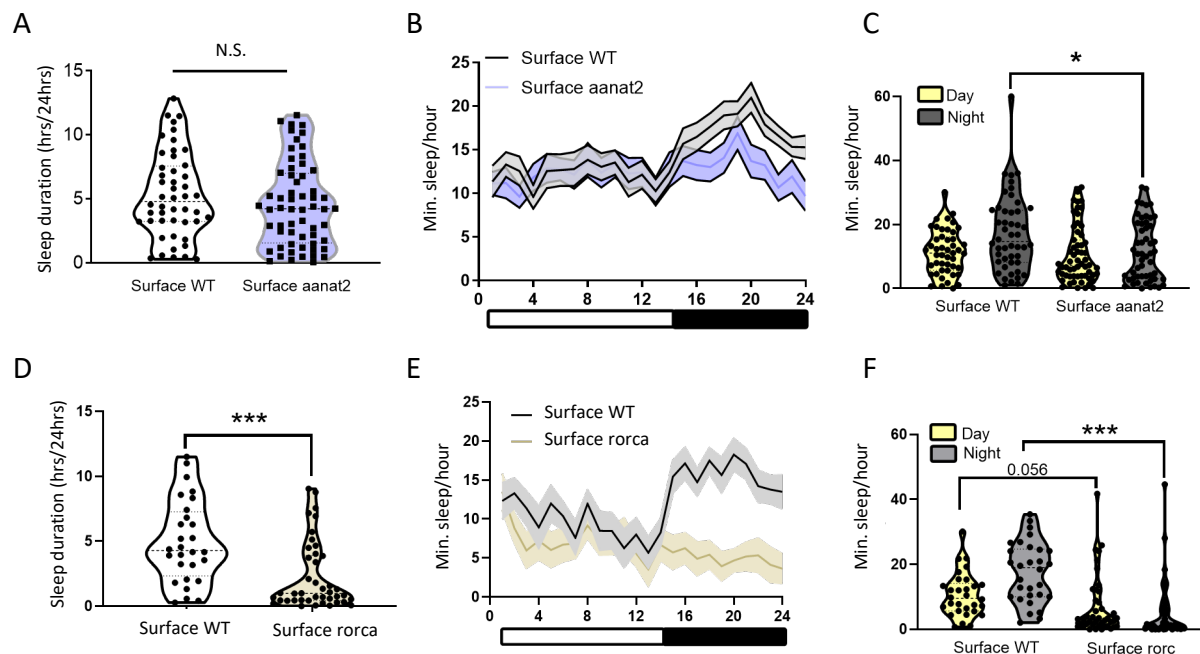 A
N.S.
Sleep duration (hrs/24hrs)
15
10
5
0
Surface WT
Surface aanat2
B
Surface WT
Surface aanat2
Min. sleep/hour
25
20
15
10
5
0
0
4
8
12
16
20
24
C
*
Day
Night
Min. sleep/hour
60
40
20
0
Surface WT
Surface aanat2
D
***
Sleep duration (hrs/24hrs)
15
10
5
0
Surface WT
Surface rorca
E
Surface WT
Surface rorca
Min. sleep/hour
25
20
15
10
5
0
4
8
12
16
20
24
F
Day
Night
***
0.056
Min. sleep/hour
60
40
20
0
Surface WT
Surface rorc